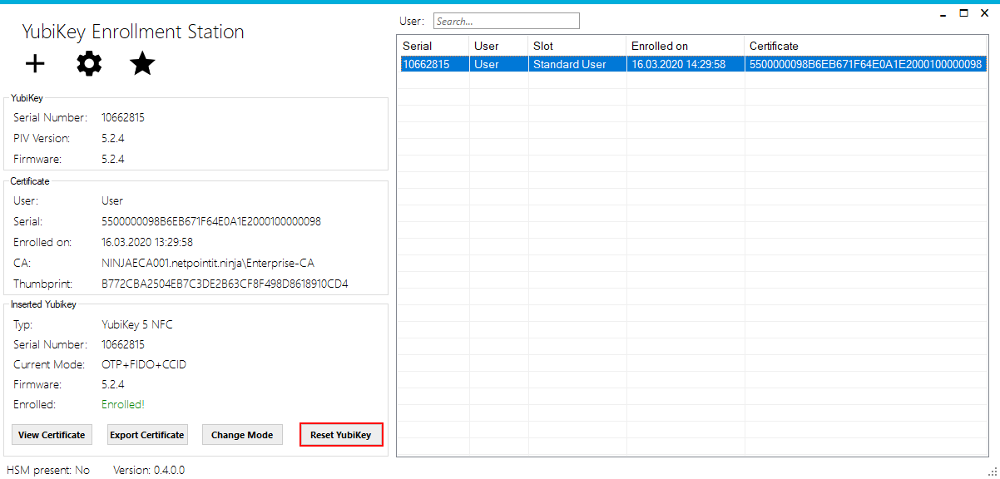 YubiKey Enrollment Station
YubiKey
Serial Number: 10662815
PIV Version: 5.2.4
Firmware: 5.2.4
Certificate
User: User
Serial: 5500000098B6EB671F64E0A1E2000100000098
Enrolled on: 16.03.2020 13:29:58
CA: NINJAECA001.netpointit.ninja\Enterprise-CA
Thumbprint: B772CBA2504EB7C3DE2B63CF8F498D8618910CD4
Inserted Yubikey
Typ: YubiKey 5 NFC
Serial Number: 10662815
Current Mode: OTP+FIDO+CCID
Firmware: 5.2.4
Enrolled: Enrolled!
View Certificate Export Certificate Change Mode Reset YubiKey
HSM present: No Version: 0.4.0.0
User: Search...
Serial User Slot Enrolled on Certificate
10662815 User Standard User 16.03.2020 14:29:58 5500000098B6EB671F64E0A1E2000100000098